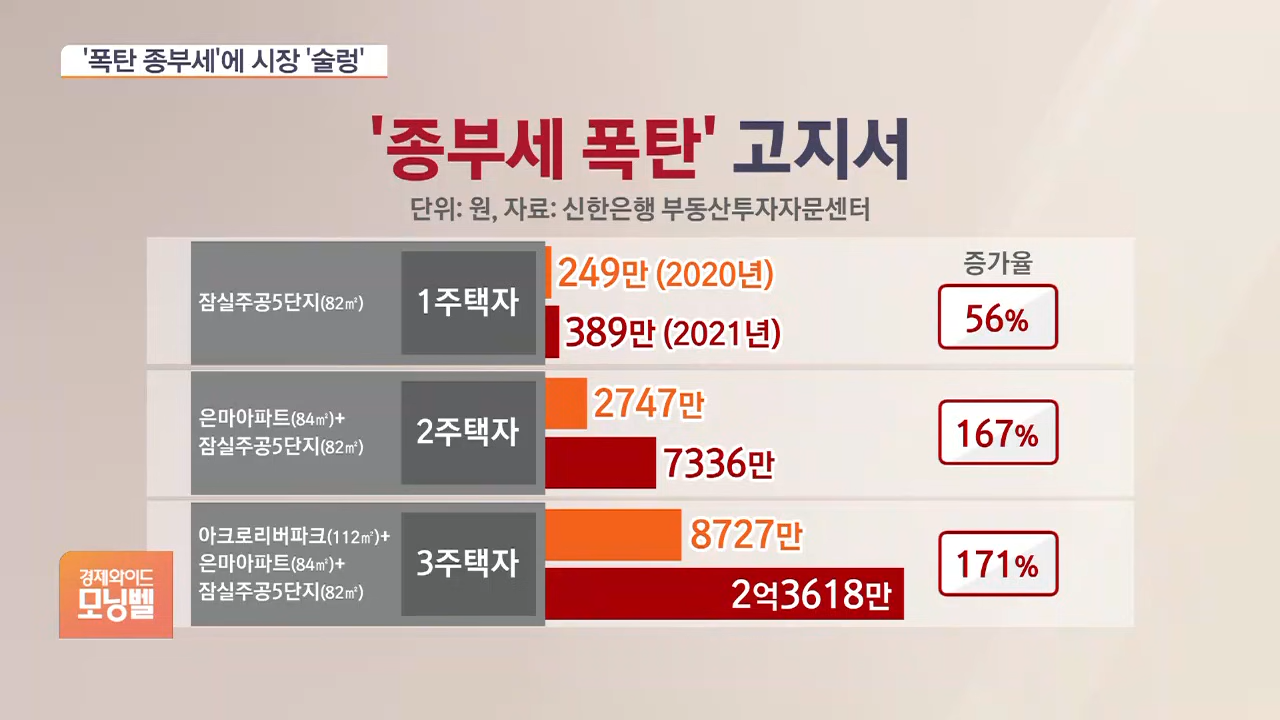 '폭탄 종부세'에 시장 '술렁'
'종부세 폭탄' 고지서
단위: 원, 자료: 신한은행 부동산투자자문센터
잠실주공5단지(82㎡)
1주택자
249만 (2020년)
389만 (2021년)
증가율
56%
은마아파트(84㎡)+
잠실주공5단지(82㎡)
2주택자
2747만
7336만
167%
아크로리버파크(112㎡)+
은마아파트(84㎡)+
잠실주공5단지(82㎡)
3주택자
8727만
2억3618만
171%
경제와이드
모닝벨